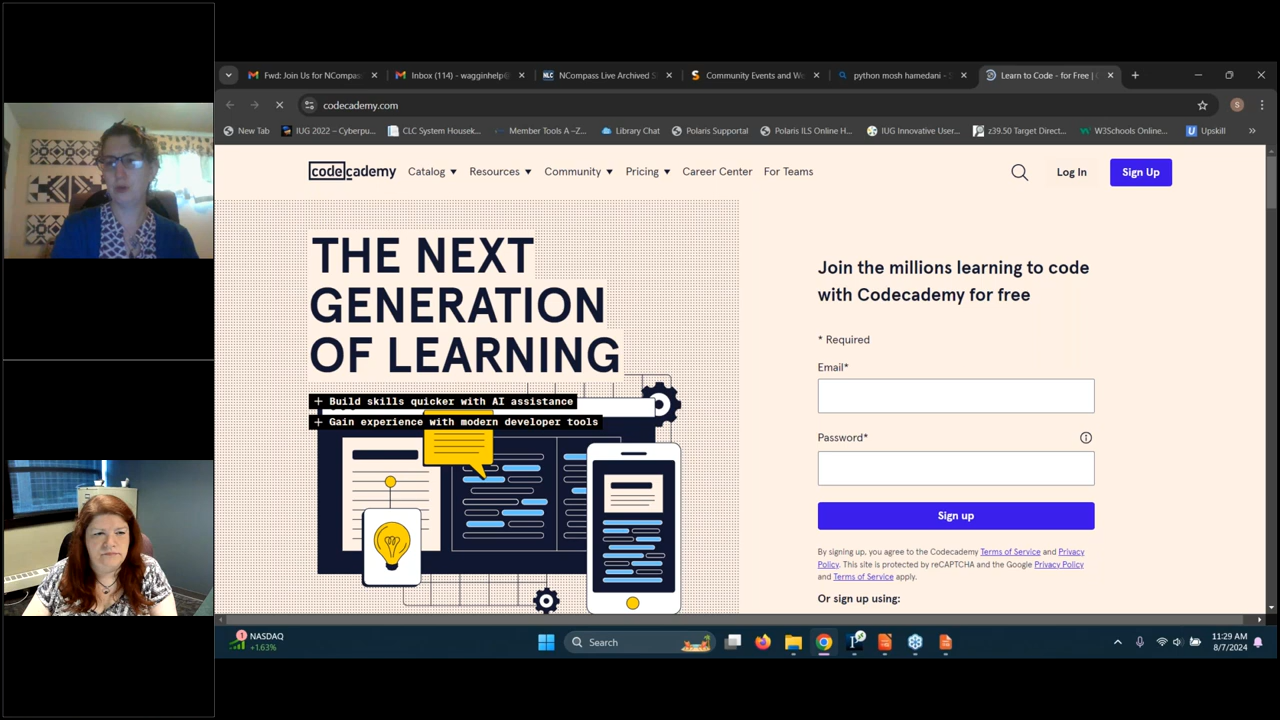 Fwd: Join Us for NCompas
Inbox (114) - wagginhelp@
NLC NCompass Live Archived S
Community Events and We
python mosh hamedani - S
Learn to Code - for Free | C
codecademy.com
S
New Tab
IUG 2022 – Cyberpu...
CLC System Housek...
Member Tools A –Z...
Library Chat
Polaris Supportal
Polaris ILS Online H...
IUG Innovative User...
z39.50 Target Direct...
W3Schools Online...
Upskill
codecademy
Catalog
Resources
Community
Pricing
Career Center
For Teams
Log In
Sign Up
THE NEXT
GENERATION
OF LEARNING
+ Build skills quicker with AI assistance
+ Gain experience with modern developer tools
Join the millions learning to code
with Codecademy for free
* Required
Email*
Password*
Sign up
By signing up, you agree to the Codecademy Terms of Service and Privacy
Policy. This site is protected by reCAPTCHA and the Google Privacy Policy
and Terms of Service apply.
Or sign up using:
1
NASDAQ
+1.63%
Search
11:29 AM
8/7/2024